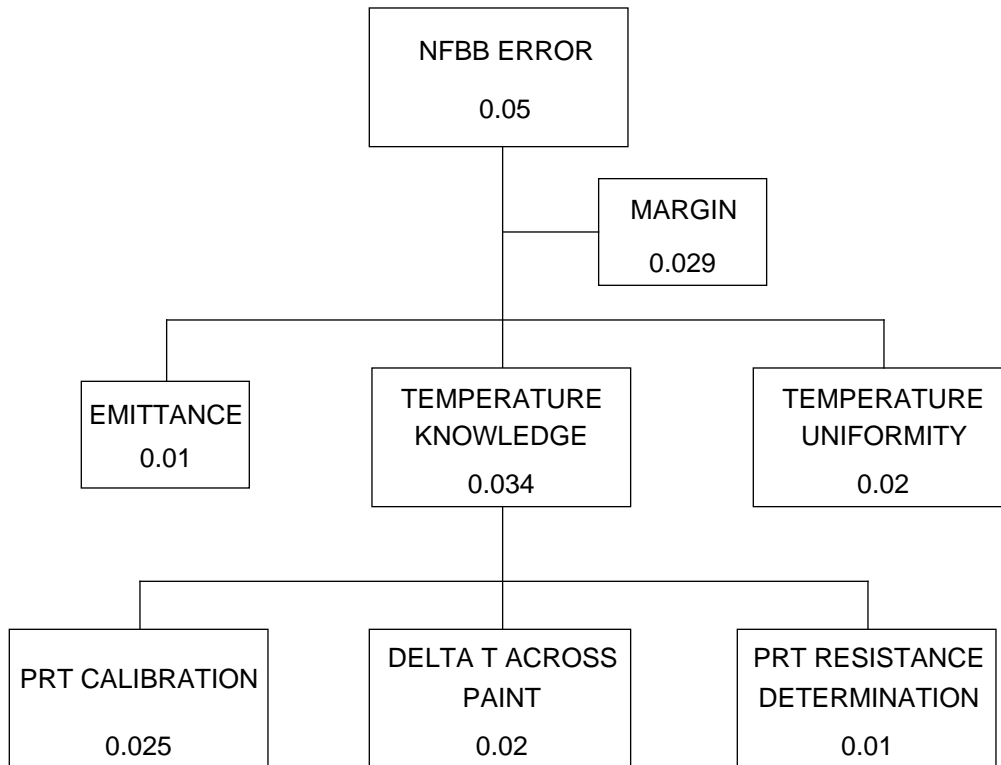 NFBB ERROR
0.05
MARGIN
0.029
EMITTANCE
0.01
TEMPERATURE
KNOWLEDGE
0.034
TEMPERATURE
UNIFORMITY
0.02
PRT CALIBRATION
0.025
DELTA T ACROSS
PAINT
0.02
PRT RESISTANCE
DETERMINATION
0.01